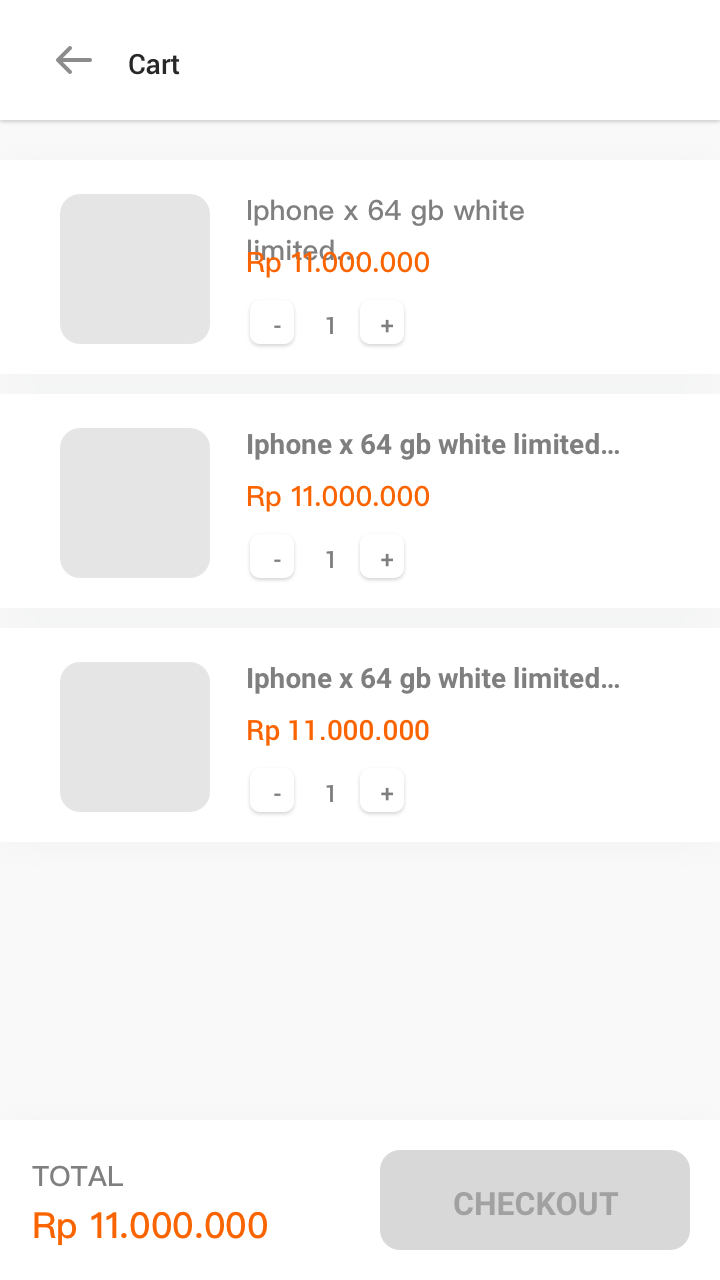 Cart
Iphone x 64 gb white
limited...
Rp 11.000.000
- 1 +
Iphone x 64 gb white limited...
Rp 11.000.000
- 1 +
Iphone x 64 gb white limited...
Rp 11.000.000
- 1 +
TOTAL
Rp 11.000.000
CHECKOUT